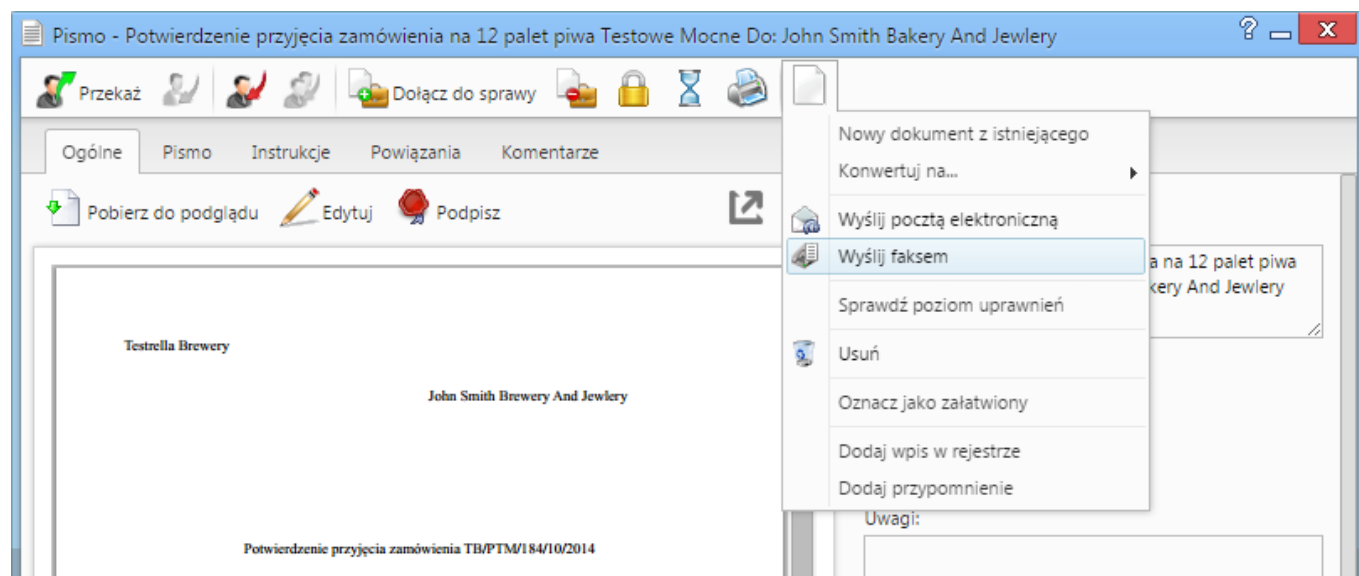 Pismo - Potwierdzenie przyjęcia zamówienia na 12 palet piwa Testowe Mocne Do: John Smith Bakery And Jewlery
Przekaż Dołącz do sprawy
Ogólne Pismo Instrukcje Powiązania Komentarze
Pobierz do podglądu Edytuj Podpisz
Nowy dokument z istniejącego
Konwertuj na...
Wyślij pocztą elektroniczną
Wyślij faksem
Sprawdź poziom uprawnień
Usuń
Oznacz jako załatwiony
Dodaj wpis w rejestrze
Dodaj przypomnienie
a na 12 palet piwa
kery And Jewlery
Uwagi:
Testrella Brewery
John Smith Brewery And Jewlery
Potwierdzenie przyjęcia zamówienia TB/PTM/184/10/2014